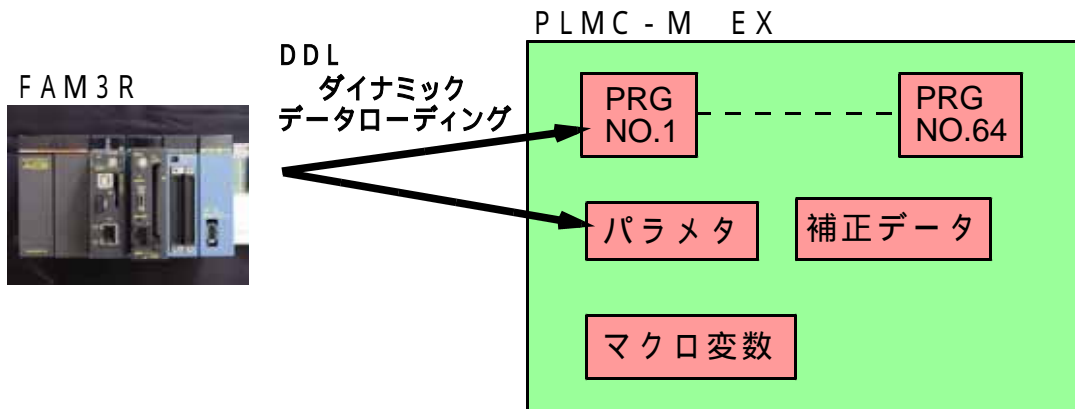 PLMC-M EX
DDL
ダイナミック
データローディング
FAM3R
PRG
NO.1
PRG
NO.64
パラメタ
補正データ
マクロ変数